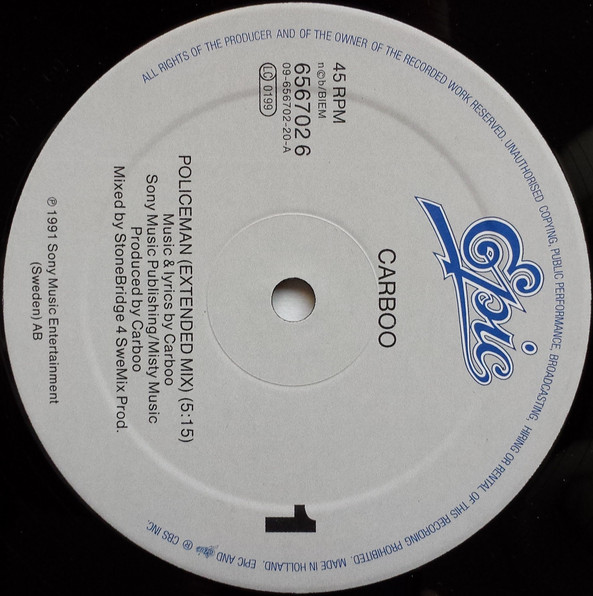 ALL RIGHTS OF THE PRODUCER AND OF THE OWNER OF THE RECORDED WORK RESERVED. UNAUTHORISED COPYING, PUBLIC PERFORMANCE, BROADCASTING, HIRING OR RENTAL OF THIS RECORDING PROHIBITED. MADE IN HOLLAND. EPIC AND Epic ® CBS INC.
Epic
45 RPM
n©b/BIEM
656702 6
09-656702-20-A
LC 0199
CARBOO
1
POLICEMAN (EXTENDED MIX) (5:15)
Music & lyrics by Carboo
Sony Music Publishing/Misty Music
Produced by Carboo
Mixed by StoneBridge 4 SweMix Prod.
℗ 1991 Sony Music Entertainment
(Sweden) AB